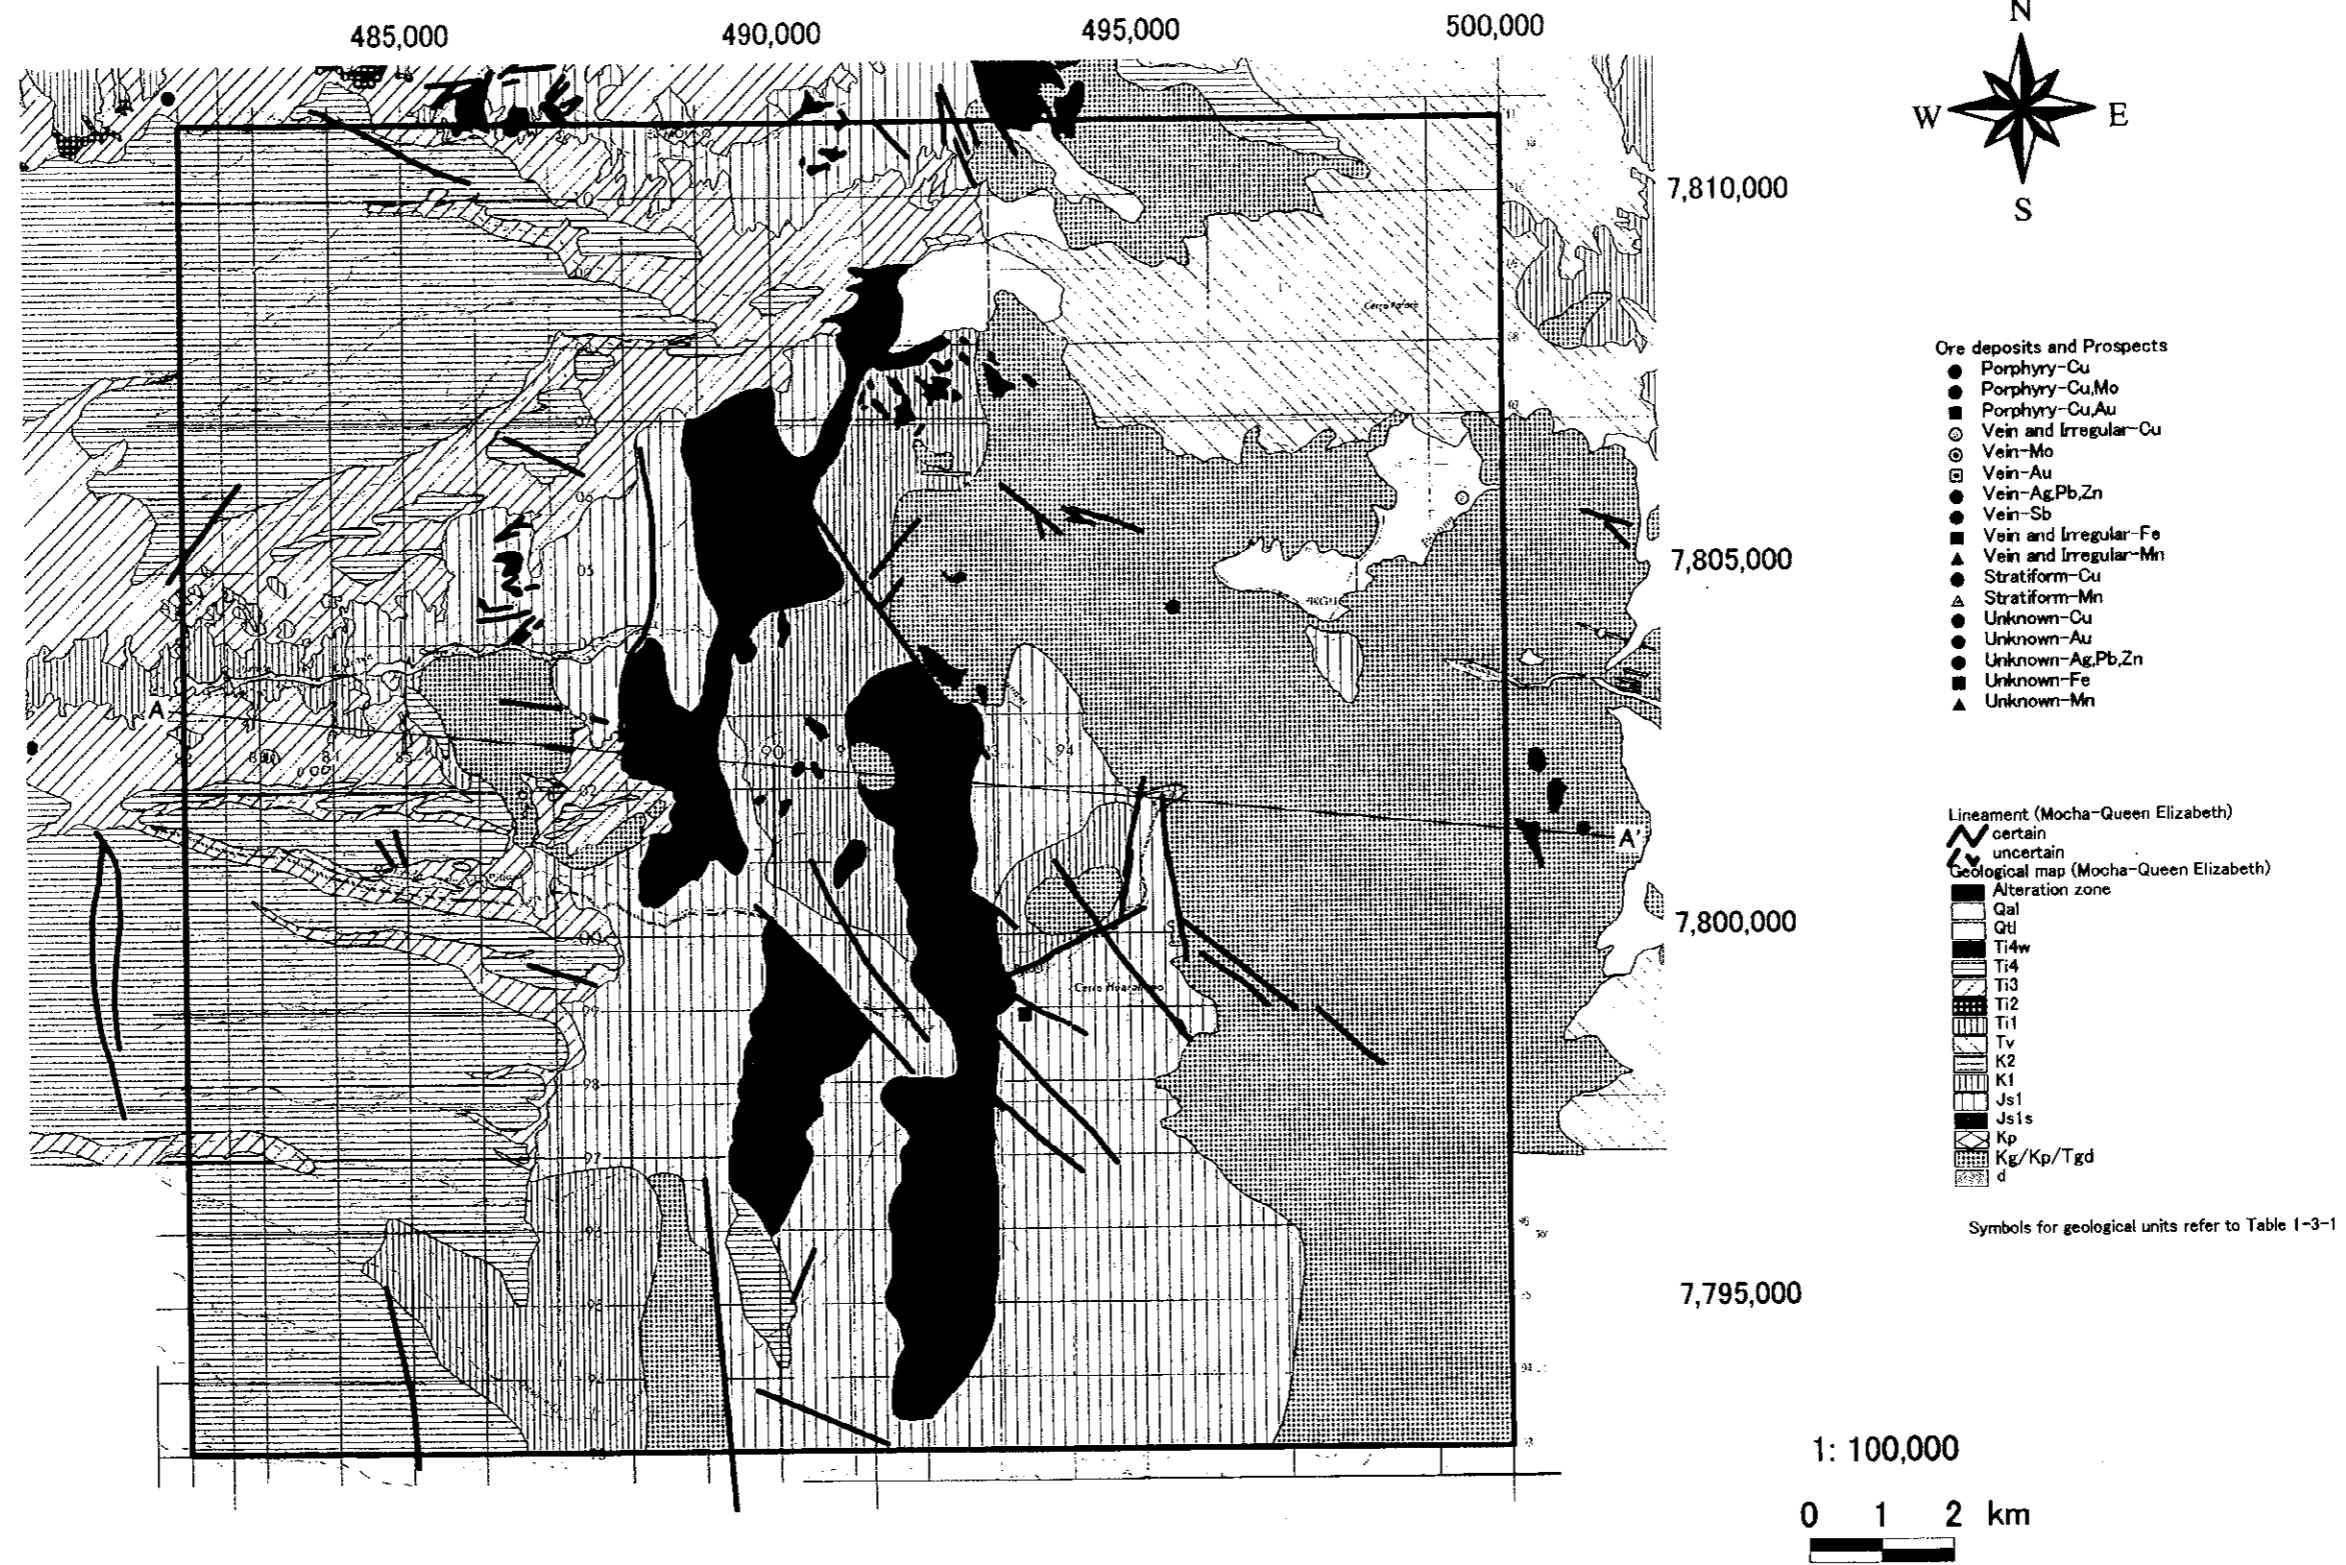 485,000 490,000 495,000 500,000
N
W E
S
7,810,000
7,805,000
7,800,000
7,795,000
A
A'
Ore deposits and Prospects
Porphyry-Cu
Porphyry-Cu,Mo
Porphyry-Cu,Au
Vein and Irregular-Cu
Vein-Mo
Vein-Au
Vein-Ag,Pb,Zn
Vein-Sb
Vein and Irregular-Fe
Vein and Irregular-Mn
Stratiform-Cu
Stratiform-Mn
Unknown-Cu
Unknown-Au
Unknown-Ag,Pb,Zn
Unknown-Fe
Unknown-Mn
Lineament (Mocha-Queen Elizabeth)
certain
uncertain
Geological map (Mocha-Queen Elizabeth)
Alteration zone
Qal
Qtl
Ti4w
Ti4
Ti3
Ti2
Ti1
Tv
K2
K1
Js1
Js1s
Kp
Kg/Kp/Tgd
d
Symbols for geological units refer to Table 1-3-1
1: 100,000
0 1 2 km